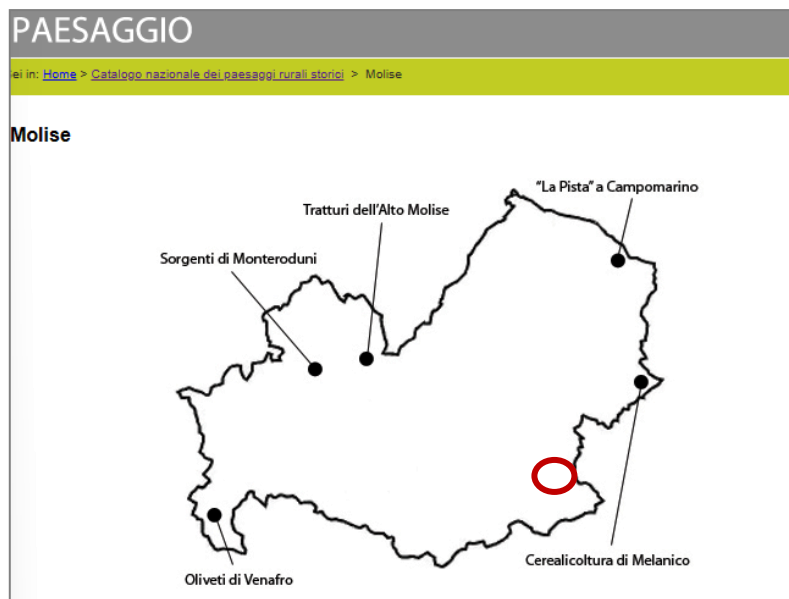 PAESAGGIO
ei in: Home > Catalogo nazionale dei paesaggi rurali storici > Molise
Molise
"La Pista" a Campomarino
Tratturi dell'Alto Molise
Sorgenti di Monteroduni
Cerealicoltura di Melanico
Oliveti di Venafro